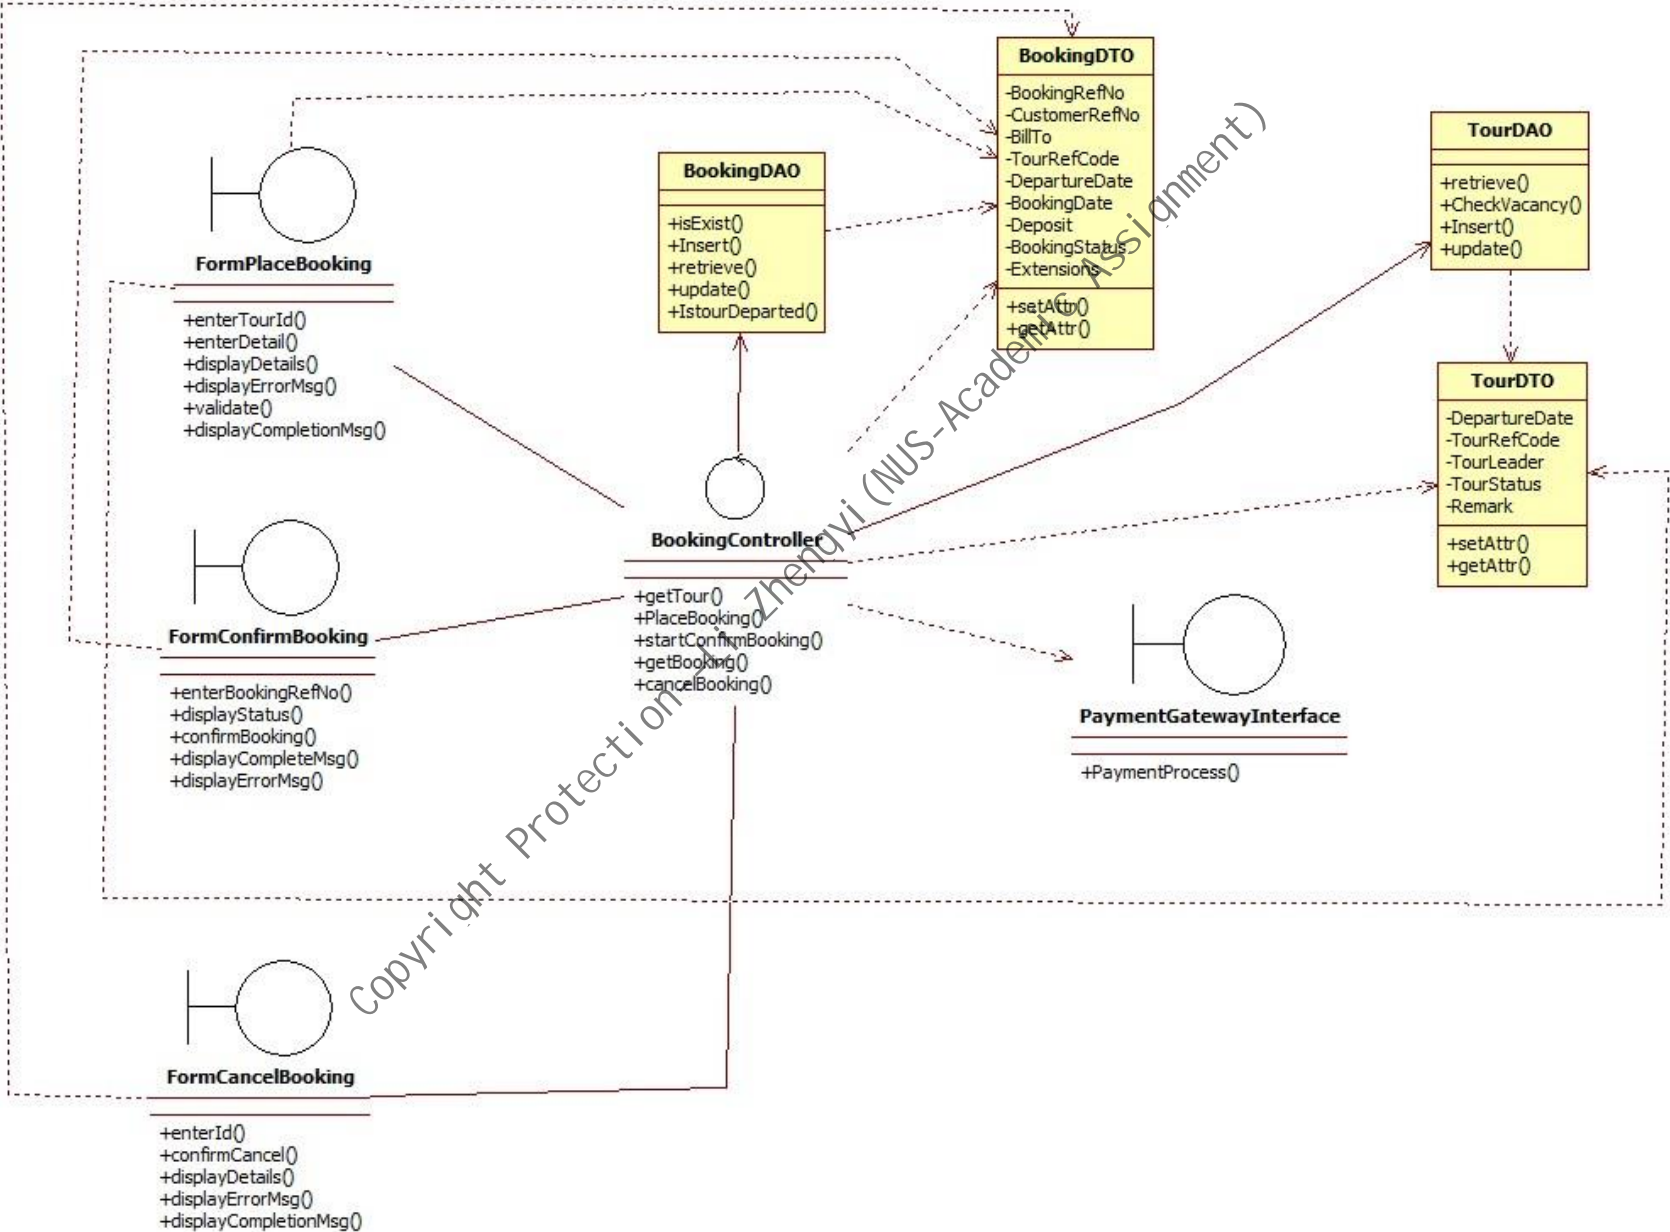 BookingDTO
-BookingRefNo
-CustomerRefNo
-BillTo
-TourRefCode
-DepartureDate
-BookingDate
-Deposit
-BookingStatus
-Extensions
+setAttr()
+getAttr()
TourDAO
+retrieve()
+CheckVacancy()
+Insert()
+update()
BookingDAO
+isExist()
+Insert()
+retrieve()
+update()
+IstourDeparted()
FormPlaceBooking
+enterTourId()
+enterDetail()
+displayDetails()
+displayErrorMsg()
+validate()
+displayCompletionMsg()
TourDTO
-DepartureDate
-TourRefCode
-TourLeader
-TourStatus
-Remark
+setAttr()
+getAttr()
BookingController
+getTour()
+PlaceBooking()
+startConfirmBooking()
+getBooking()
+cancelBooking()
FormConfirmBooking
+enterBookingRefNo()
+displayStatus()
+confirmBooking()
+displayCompleteMsg()
+displayErrorMsg()
PaymentGatewayInterface
+PaymentProcess()
FormCancelBooking
+enterId()
+confirmCancel()
+displayDetails()
+displayErrorMsg()
+displayCompletionMsg()
Copyright Protection Zhengyi (NUS-Academic Assignment)